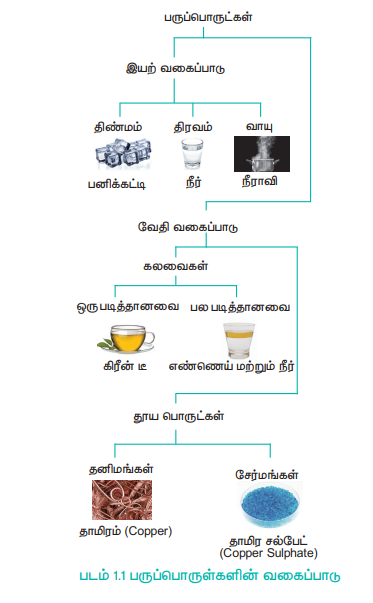 பருப்பொருட்கள்
இயற் வகைப்பாடு
திண்மம் திரவம் வாயு
பனிக்கட்டி நீர் நீராவி
வேதி வகைப்பாடு
கலவைகள்
ஒருபடித்தானவை பல படித்தானவை
கிரீன் டீ எண்ணெய் மற்றும் நீர்
தூய பொருட்கள்
தனிமங்கள் சேர்மங்கள்
தாமிரம் (Copper) தாமிர சல்பேட்
(Copper Sulphate)
படம் 1.1 பருப்பொருள்களின் வகைப்பாடு